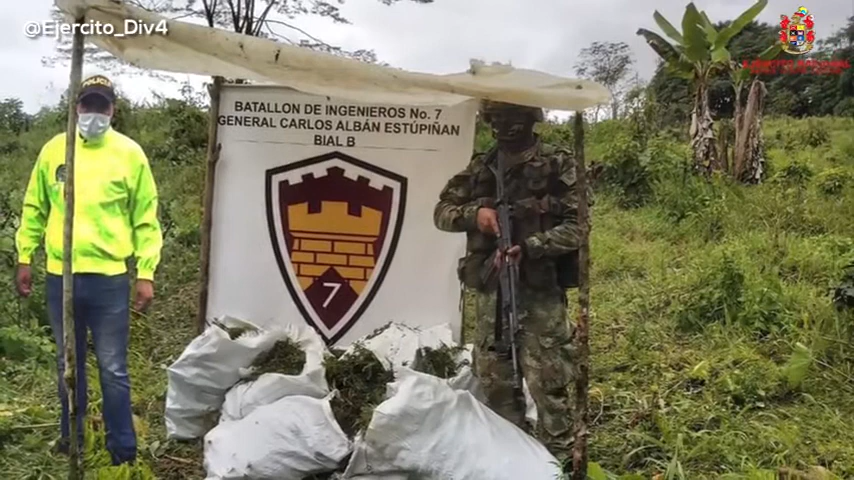 @Ejercito_Div4
BATALLON DE INGENIEROS No. 7
GENERAL CARLOS ALBÁN ESTÚPIÑAN
BIAL B
7